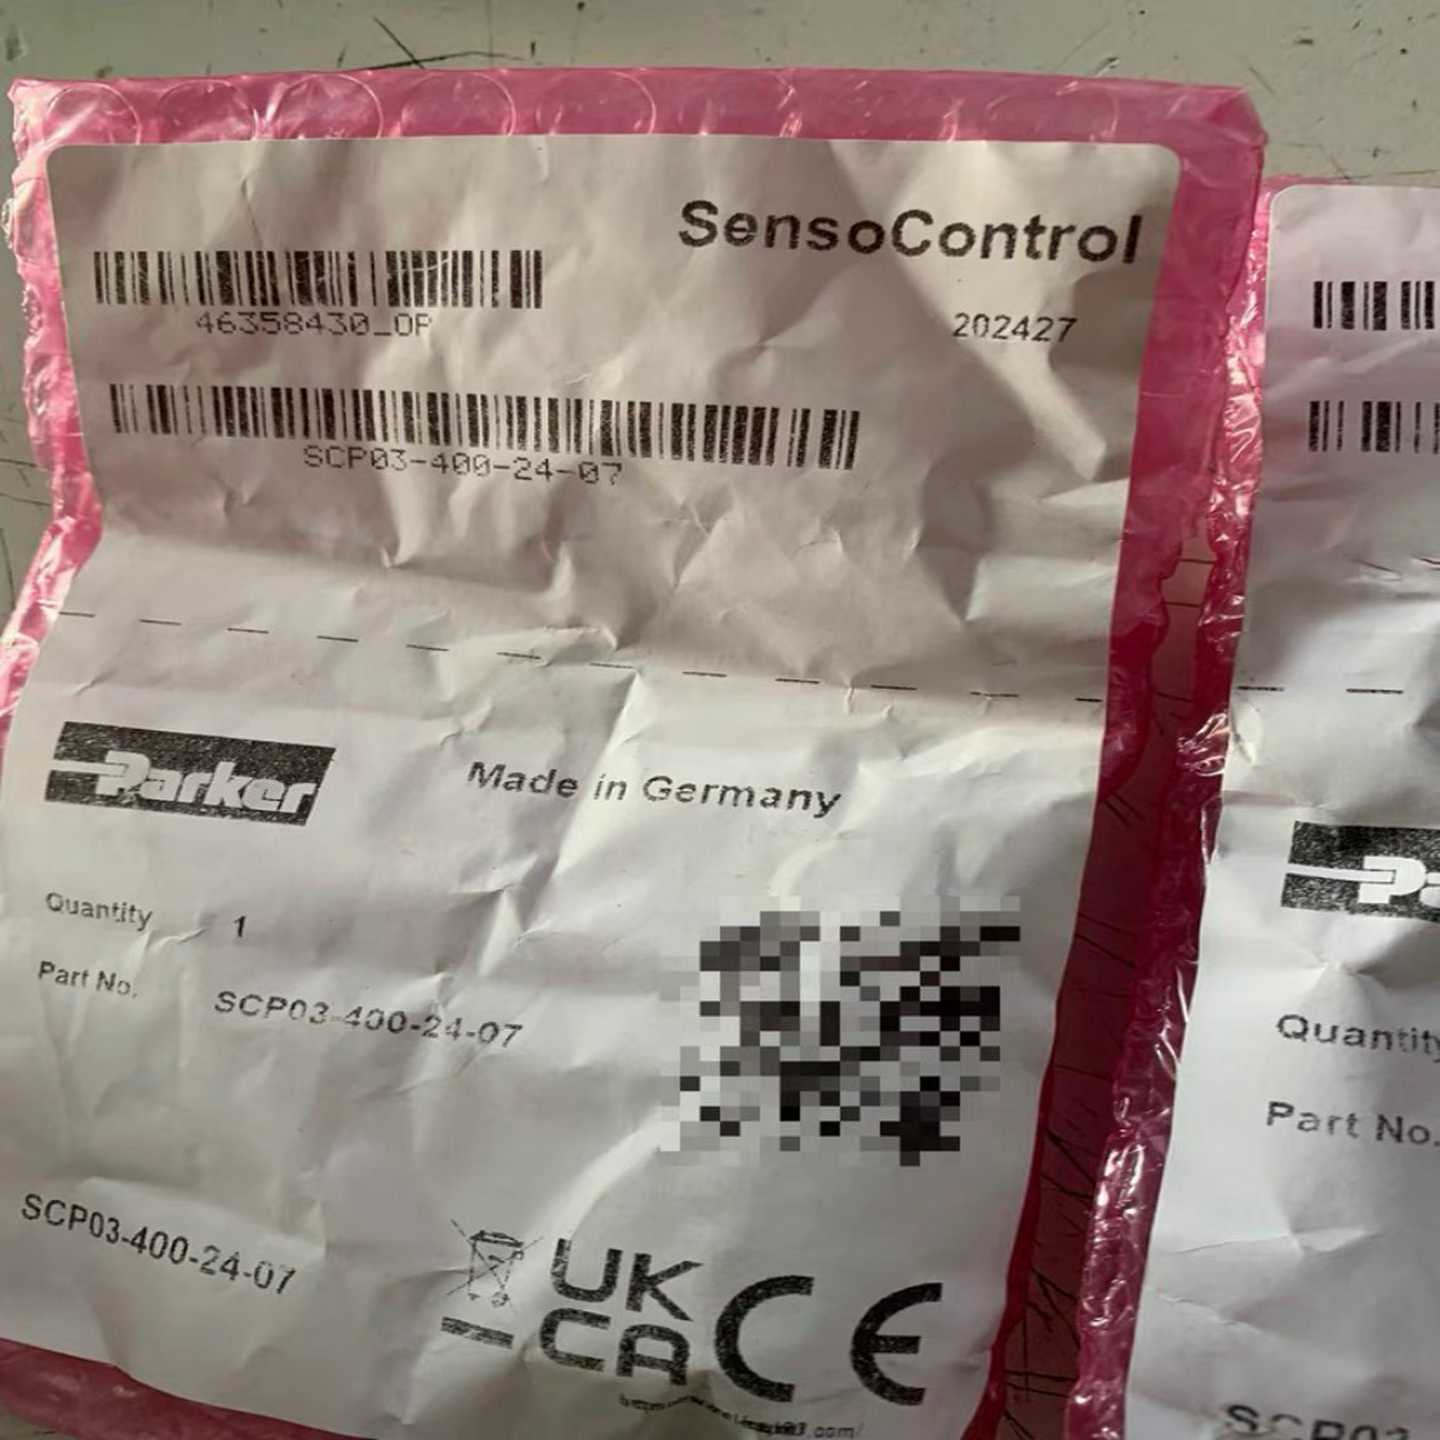 SensoControl
46358430_OP
202427
SCP03-400-24-07
Parker
Made in Germany
Quantity 1
Part No. SCP03-400-24-07
SCP03-400-24-07
UK
CA
CE
Quantity
Part No.